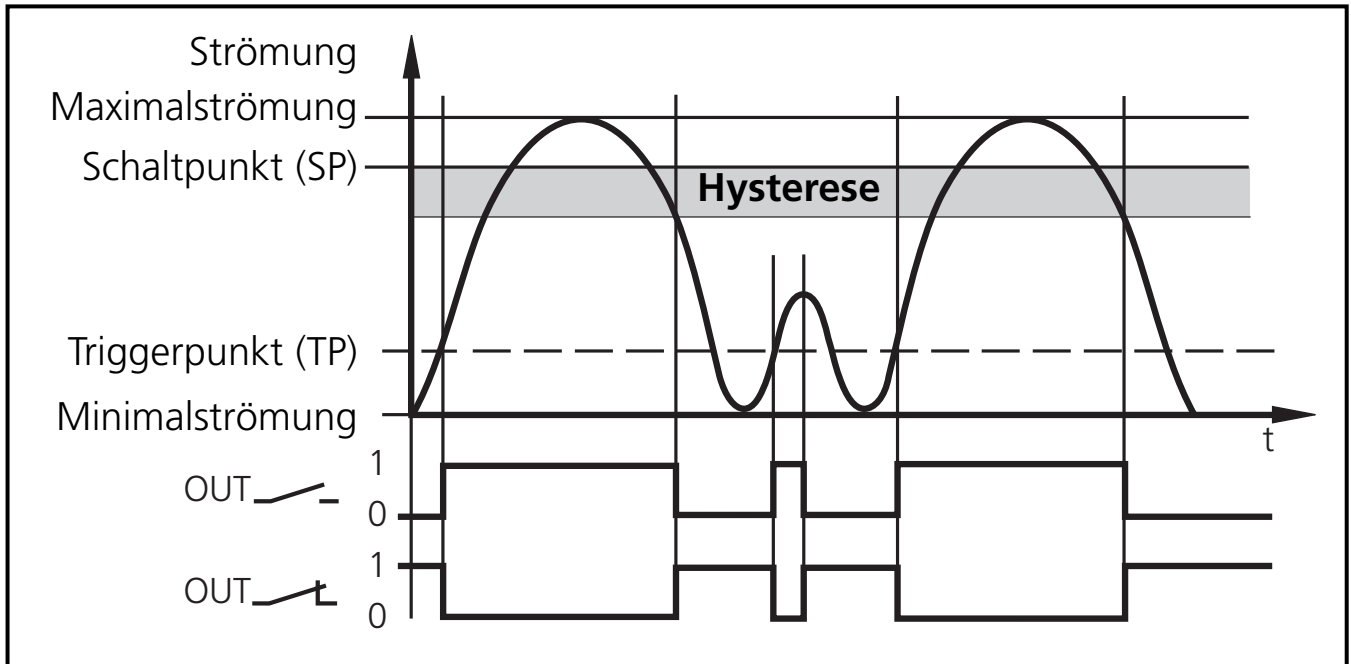 Strömung
Maximalströmung
Schaltpunkt (SP)
Hysterese
Triggerpunkt (TP)
Minimalströmung
t
1
OUT
0
1
OUT
0